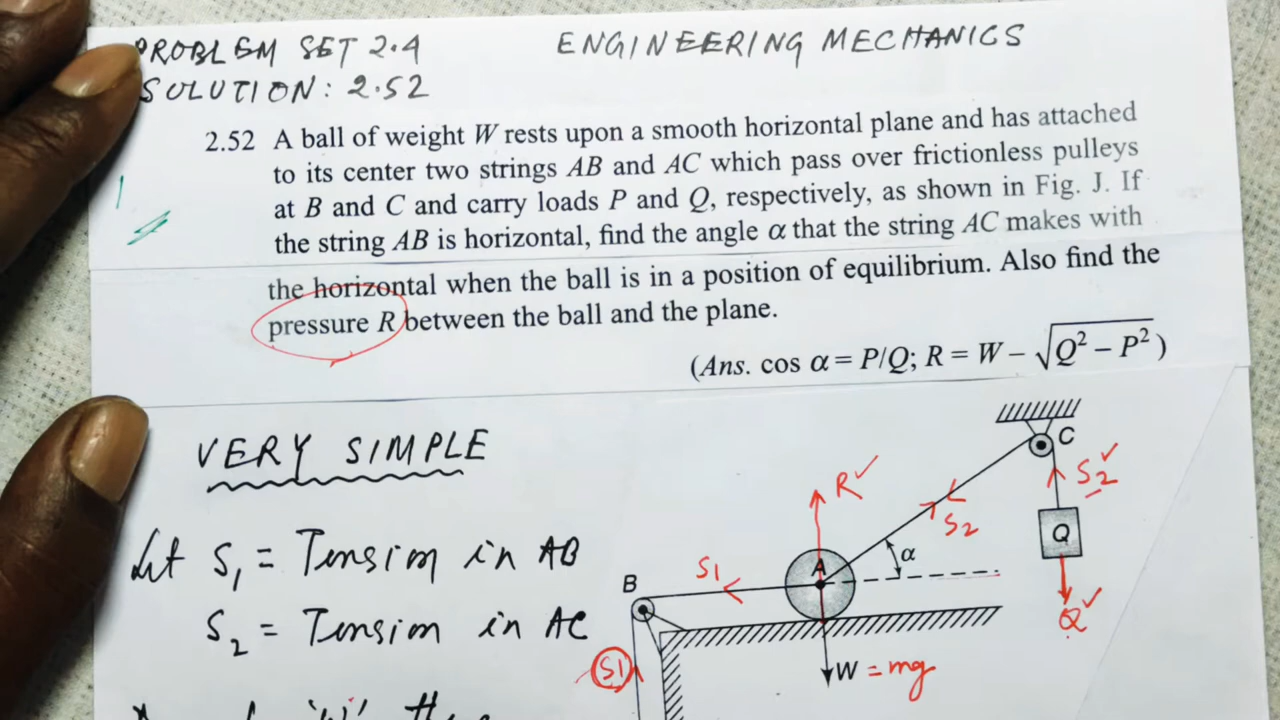 PROBLEM SET 2.4 ENGINEERING MECHANICS
SOLUTION: 2.52
2.52 A ball of weight W rests upon a smooth horizontal plane and has attached
to its center two strings AB and AC which pass over frictionless pulleys
at B and C and carry loads P and Q, respectively, as shown in Fig. J. If
the string AB is horizontal, find the angle α that the string AC makes with
the horizontal when the ball is in a position of equilibrium. Also find the
pressure R between the ball and the plane.
(Ans. cos α = P/Q; R = W – √Q² – P²)
VERY SIMPLE
C
R✓
S2✓
S2
Q
Let S₁ = Tension in AB
A
α
S1
B
Q✓
S₂ = Tension in AC
S1
W = mg